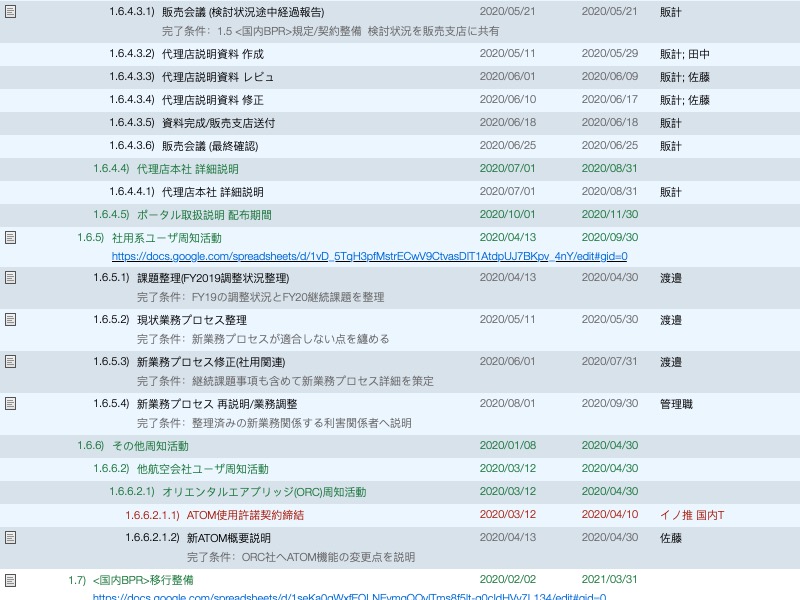 1.6.4.3.1) 販売会議 (検討状況途中経過報告) 2020/05/21 2020/05/21 販計
完了条件： 1.5 <国内BPR>規定/契約整備 検討状況を販売支店に共有
1.6.4.3.2) 代理店説明資料 作成 2020/05/11 2020/05/29 販計; 田中
1.6.4.3.3) 代理店説明資料 レビュ 2020/06/01 2020/06/09 販計; 佐藤
1.6.4.3.4) 代理店説明資料 修正 2020/06/10 2020/06/17 販計; 佐藤
1.6.4.3.5) 資料完成/販売支店送付 2020/06/18 2020/06/18 販計
1.6.4.3.6) 販売会議 (最終確認) 2020/06/25 2020/06/25 販計
1.6.4.4) 代理店本社 詳細説明 2020/07/01 2020/08/31
1.6.4.4.1) 代理店本社 詳細説明 2020/07/01 2020/08/31 販計
1.6.4.5) ポータル取扱説明 配布期間 2020/10/01 2020/11/30
1.6.5) 社用系ユーザ周知活動 2020/04/13 2020/09/30
https://docs.google.com/spreadsheets/d/1vD_5TqH3pfMstrECwV9CtvasDlT1AtdpUJ7BKpv_4nY/edit#gid=0
1.6.5.1) 課題整理(FY2019調整状況整理) 2020/04/13 2020/04/30 渡邉
完了条件： FY19の調整状況とFY20継続課題を整理
1.6.5.2) 現状業務プロセス整理 2020/05/11 2020/05/30 渡邉
完了条件： 新業務プロセスが適合しない点を纏める
1.6.5.3) 新業務プロセス修正(社用関連) 2020/06/01 2020/07/31 渡邉
完了条件： 継続課題事項も含めて新業務プロセス詳細を策定
1.6.5.4) 新業務プロセス 再説明/業務調整 2020/08/01 2020/09/30 管理職
完了条件： 整理済みの新業務関係する利害関係者へ説明
1.6.6) その他周知活動 2020/01/08 2020/04/30
1.6.6.2) 他航空会社ユーザ周知活動 2020/03/12 2020/04/30
1.6.6.2.1) オリエンタルエアブリッジ(ORC)周知活動 2020/03/12 2020/04/30
1.6.6.2.1.1) ATOM使用許諾契約締結 2020/03/12 2020/04/10 イノ推 国内T
1.6.6.2.1.2) 新ATOM概要説明 2020/04/13 2020/04/30 佐藤
完了条件： ORC社へATOM機能の変更点を説明
1.7) <国内BPR>移行整備 2020/02/02 2021/03/31